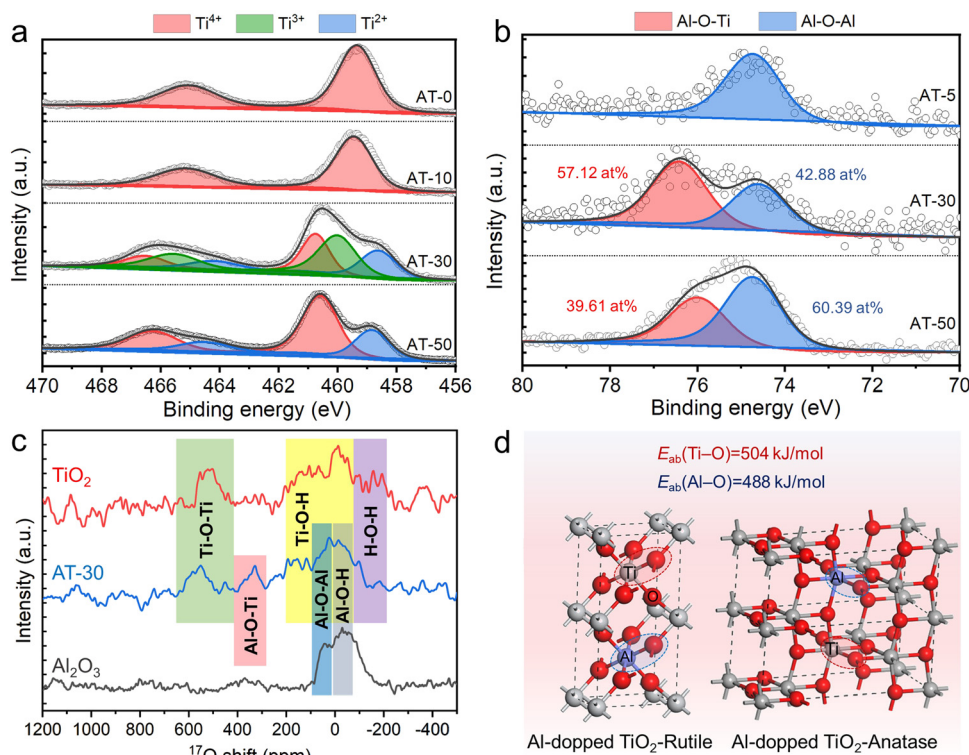 a
Ti4+ Ti3+ Ti2+
AT-0
AT-10
AT-30
AT-50
Intensity (a.u.)
470 468 466 464 462 460 458 456
Binding energy (eV)
b
Al-O-Ti Al-O-Al
AT-5
57.12 at% 42.88 at%
AT-30
39.61 at% 60.39 at%
AT-50
Intensity (a.u.)
80 78 76 74 72 70
Binding energy (eV)
c
TiO2
AT-30
Al2O3
Ti-O-Ti
Al-O-Ti
Ti-O-H
Al-O-Al
Al-O-H
H-O-H
Intensity (a.u.)
1200 1000 800 600 400 200 0 -200 -400
17O shift (ppm)
d
Eab(Ti–O)=504 kJ/mol
Eab(Al–O)=488 kJ/mol
Ti
O
Al
Al
Ti
Al-dopped TiO2-Rutile Al-dopped TiO2-Anatase